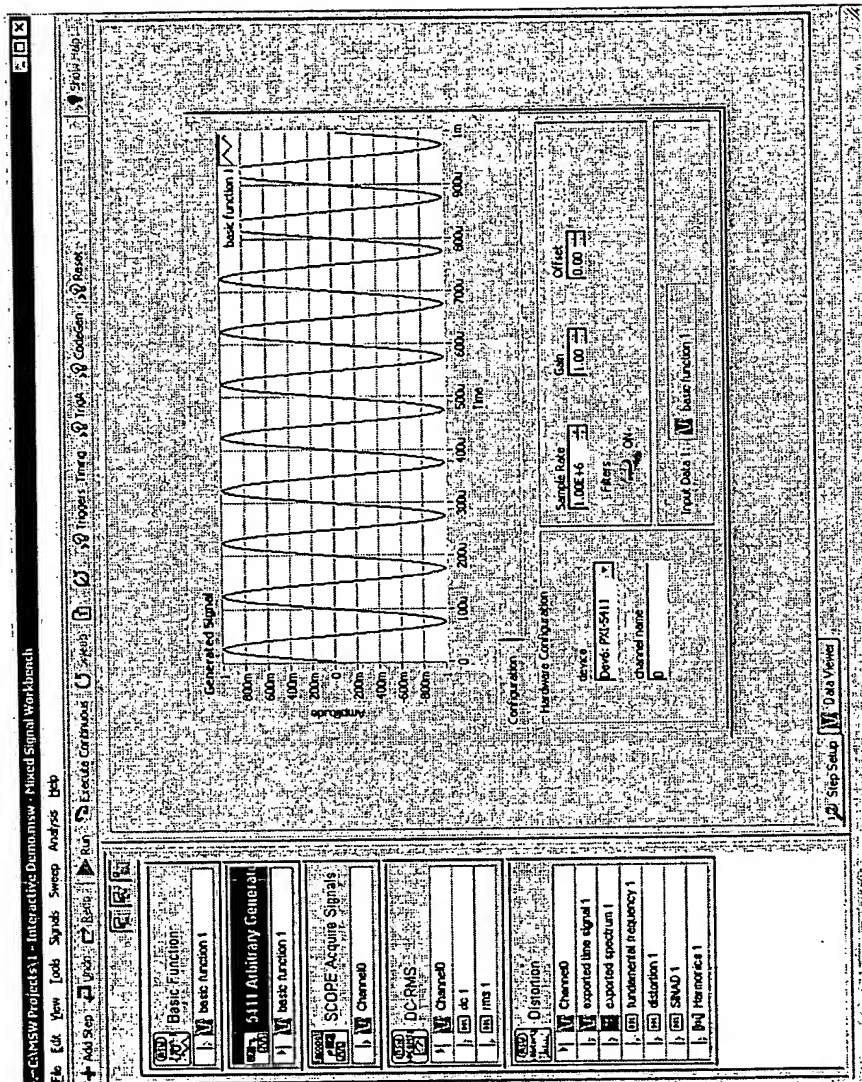 C:\MSW Projects\1 - Interactive Demo.msw - Mixed Signal Workbench
File Edit View Tools Signals Sweep Analysis Help
Add Step Undo Redo Run Execute Continuous Triggers Timing TrigA CodeGen Reset Show Help
Basic Function
basic function 1
5411 Arbitrary Generat
basic function 1
SCOPE Acquire Signals
Channel0
DC-RMS
Channel0
dc 1
rms 1
Distortion
Channel0
exported time signal 1
exported spectrum 1
fundamental frequency 1
distortion 1
SINAD 1
Harmonics 1
Generated Signal
basic function 1
Amplitude
1
800m
600m
400m
200m
0
-200m
-400m
-600m
-800m
-1
0 100u 200u 300u 400u 500u 600u 700u 800u 900u 1m
Time
Configuration
Hardware Configuration
device
Dev6: PXI-5411
channel name
0
Sample Rate
1.00E+6
Gain
1.00
Offset
0.00
Filters
ON
Input Data 1: basic function 1
Step Setup Data Viewer